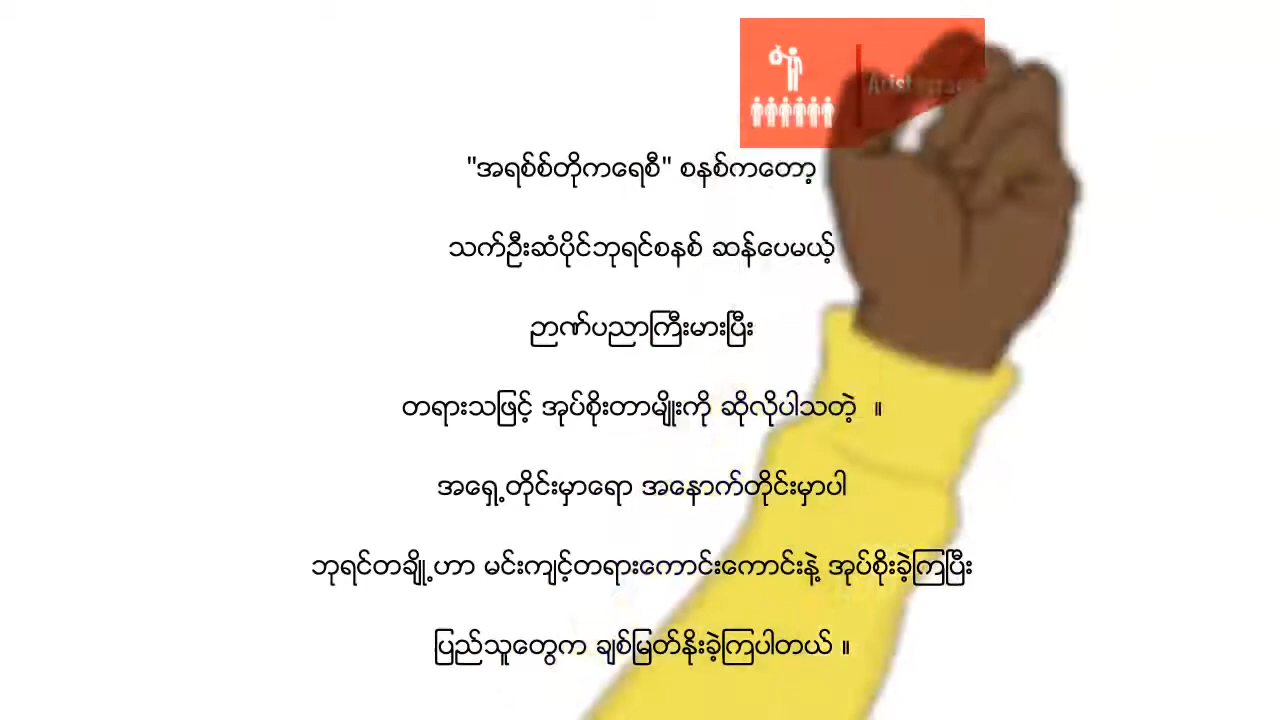 "အရစ်စ်တိုကရေစီ" စနစ်ကတော့
သက်ဦးဆံပိုင်ဘုရင်စနစ် ဆန်ပေမယ့်
ဉာဏ်ပညာကြီးမားပြီး
တရားသဖြင့် အုပ်စိုးတာမျိုးကို ဆိုလိုပါသတဲ့ ။
အရှေ့တိုင်းမှာရော အနောက်တိုင်းမှာပါ
ဘုရင်တချို့ဟာ မင်းကျင့်တရားကောင်းကောင်းနဲ့ အုပ်စိုးခဲ့ကြပြီး
ပြည်သူတွေက ချစ်မြတ်နိုးခဲ့ကြပါတယ် ။